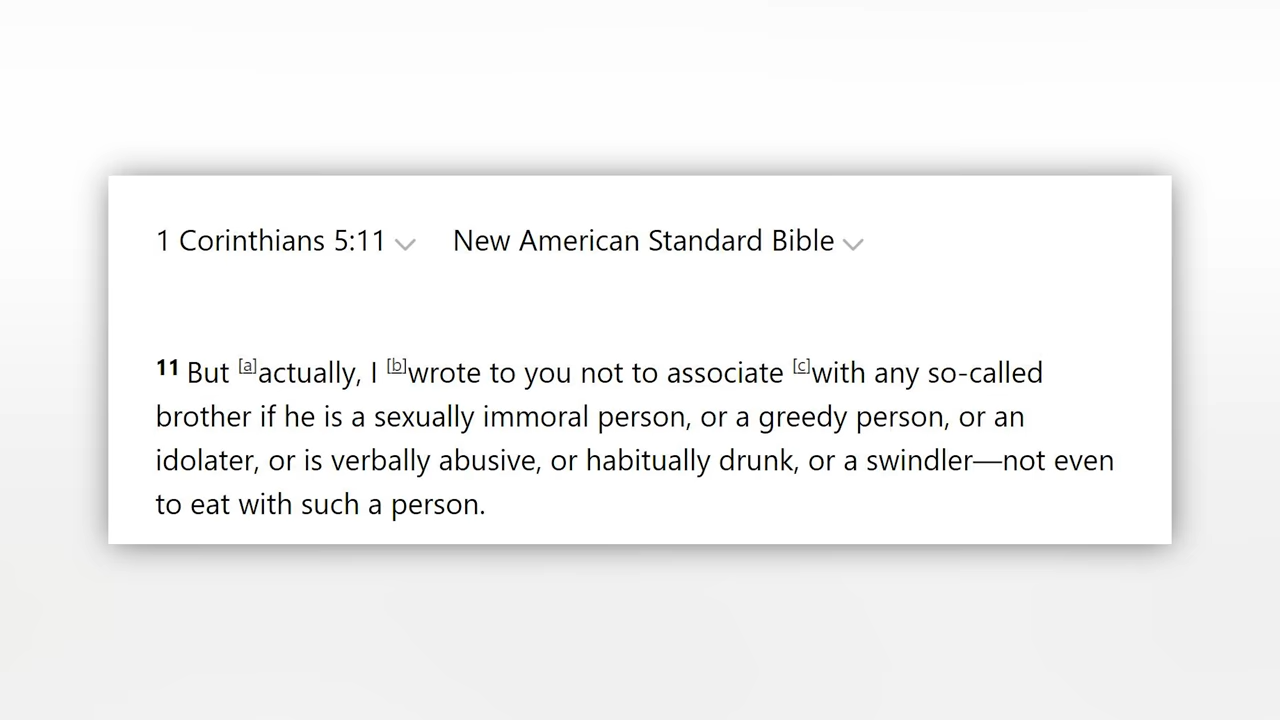 1 Corinthians 5:11 New American Standard Bible
11 But [a]actually, I [b]wrote to you not to associate [c]with any so-called
brother if he is a sexually immoral person, or a greedy person, or an
idolater, or is verbally abusive, or habitually drunk, or a swindler—not even
to eat with such a person.